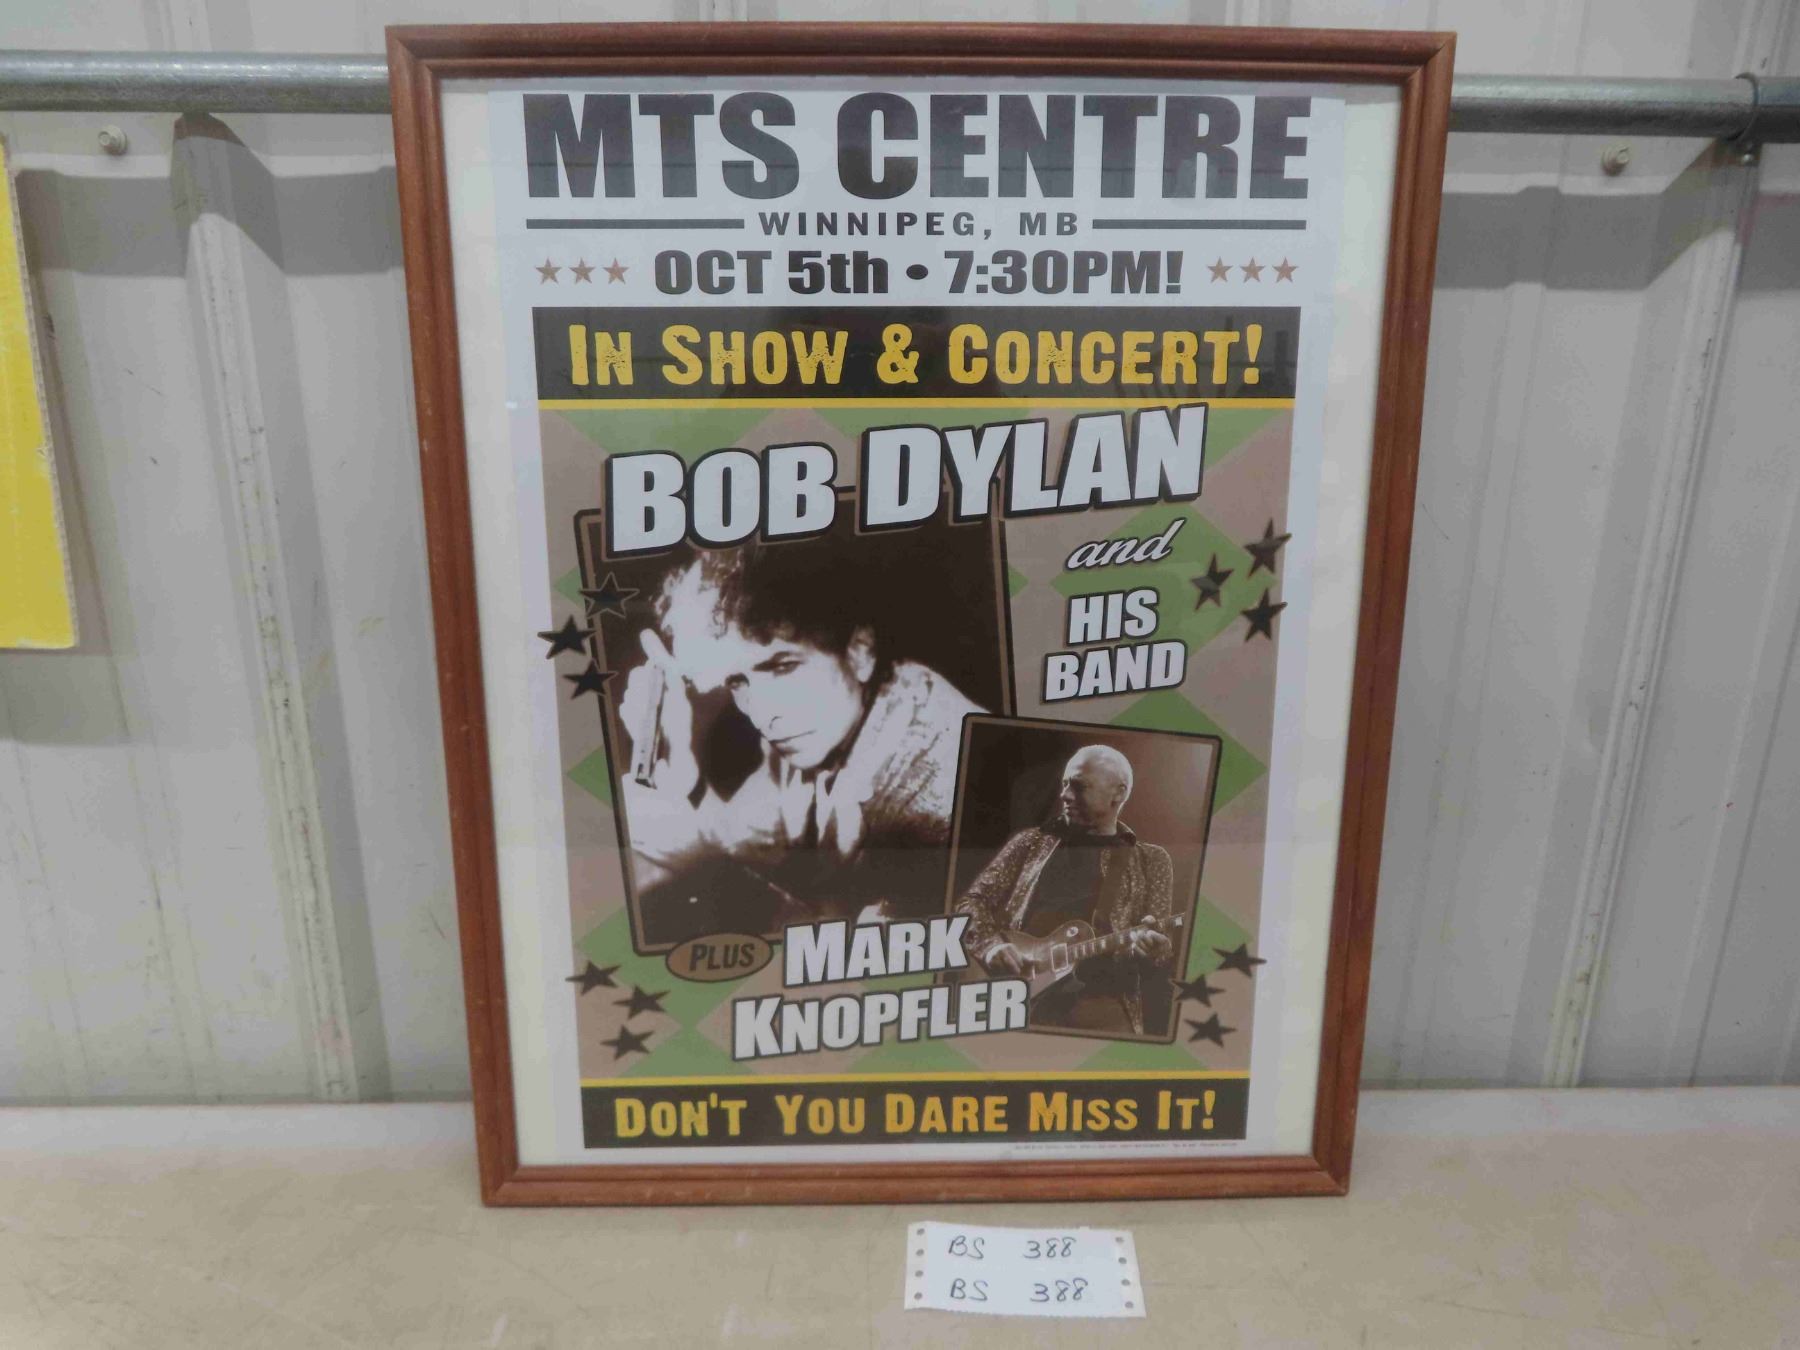 MTS CENTRE
WINNIPEG, MB
OCT 5th • 7:30PM!
IN SHOW & CONCERT!
BOB DYLAN
and
HIS
BAND
PLUS MARK
KNOPFLER
DON'T YOU DARE MISS IT!
BS 388
BS 388